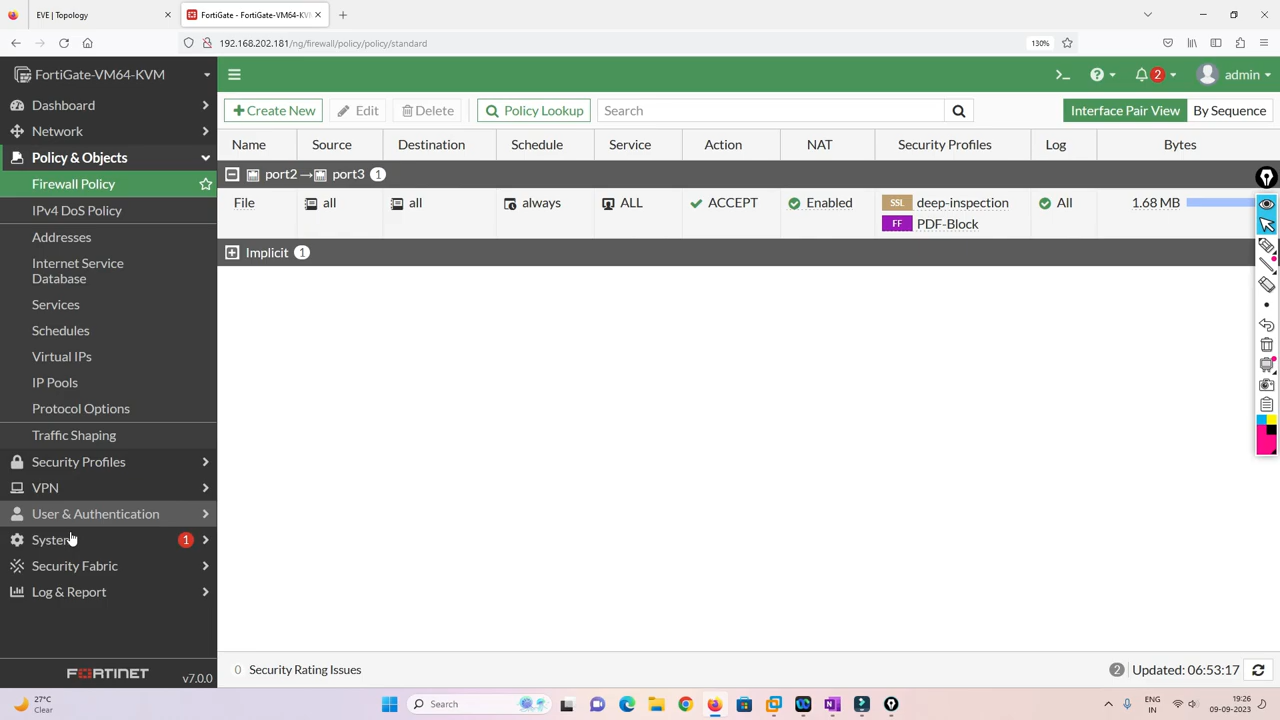 EVE | Topology
FortiGate - FortiGate-VM64-KVM
192.168.202.181/ng/firewall/policy/policy/standard
130%
FortiGate-VM64-KVM
2
admin
Dashboard
Network
Policy & Objects
Firewall Policy
IPv4 DoS Policy
Addresses
Internet Service
Database
Services
Schedules
Virtual IPs
IP Pools
Protocol Options
Traffic Shaping
Security Profiles
VPN
User & Authentication
System
1
Security Fabric
Log & Report
FORTINET
v7.0.0
Create New
Edit
Delete
Policy Lookup
Search
Interface Pair View
By Sequence
Name Source Destination Schedule Service Action NAT Security Profiles Log Bytes
port2 → port3 1
File all all always ALL ACCEPT Enabled SSL deep-inspection All 1.68 MB
FF PDF-Block
Implicit 1
0 Security Rating Issues
2 Updated: 06:53:17
27°C
Clear
Search
ENG
IN
19:26
09-09-2023